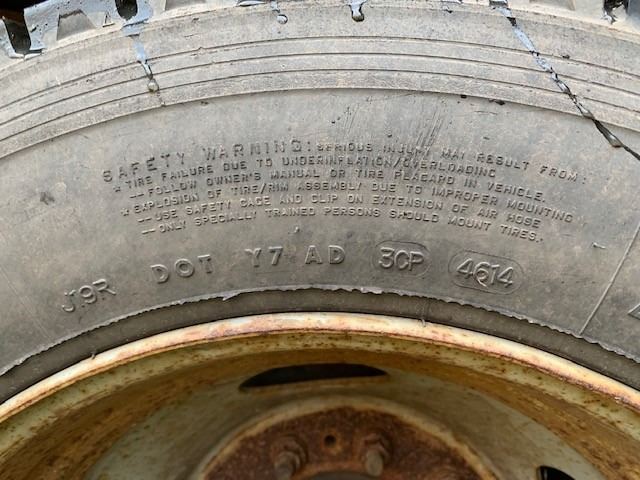 SAFETY WARNING: SERIOUS INJURY MAY RESULT FROM:
* TIRE FAILURE DUE TO UNDERINFLATION/OVERLOADING
-- FOLLOW OWNER'S MANUAL OR TIRE PLACARD IN VEHICLE.
* EXPLOSION OF TIRE/RIM ASSEMBLY DUE TO IMPROPER MOUNTING
-- USE SAFETY CAGE AND CLIP ON EXTENSION OF AIR HOSE
-- ONLY SPECIALLY TRAINED PERSONS SHOULD MOUNT TIRES.
J9R DOT Y7 AD 3CP 4614